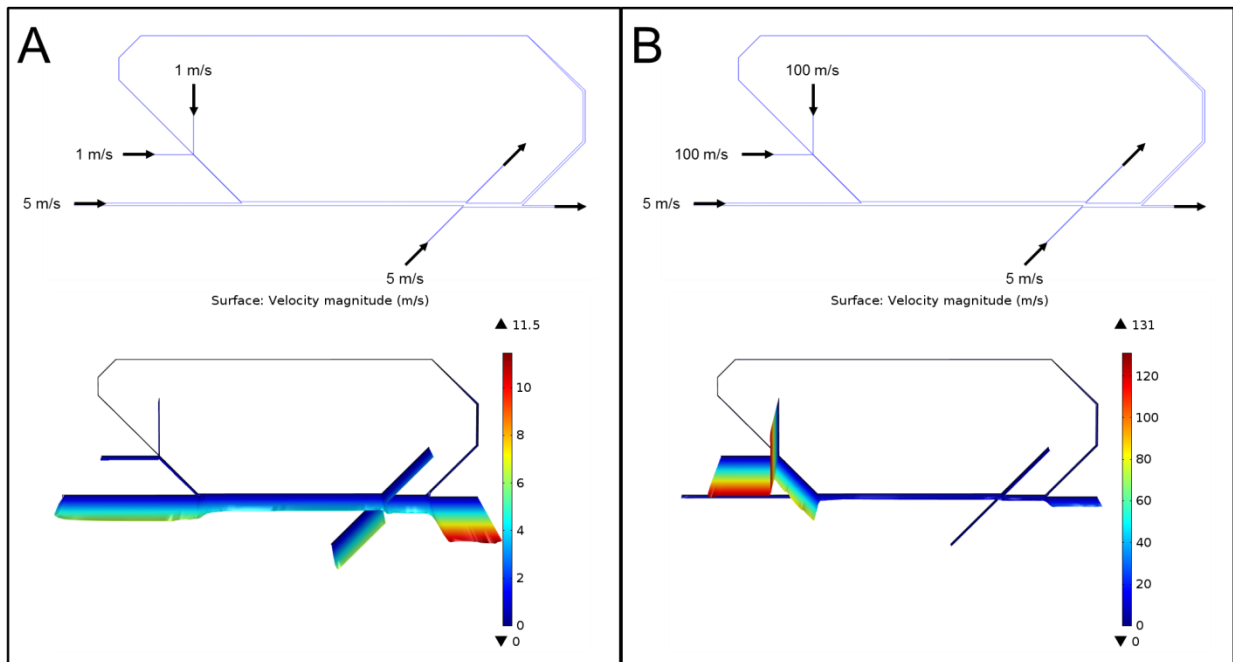 A
1 m/s
1 m/s
5 m/s
5 m/s
Surface: Velocity magnitude (m/s)
▲ 11.5
10
8
6
4
2
0
▼ 0
B
100 m/s
100 m/s
5 m/s
5 m/s
Surface: Velocity magnitude (m/s)
▲ 131
120
100
80
60
40
20
0
▼ 0